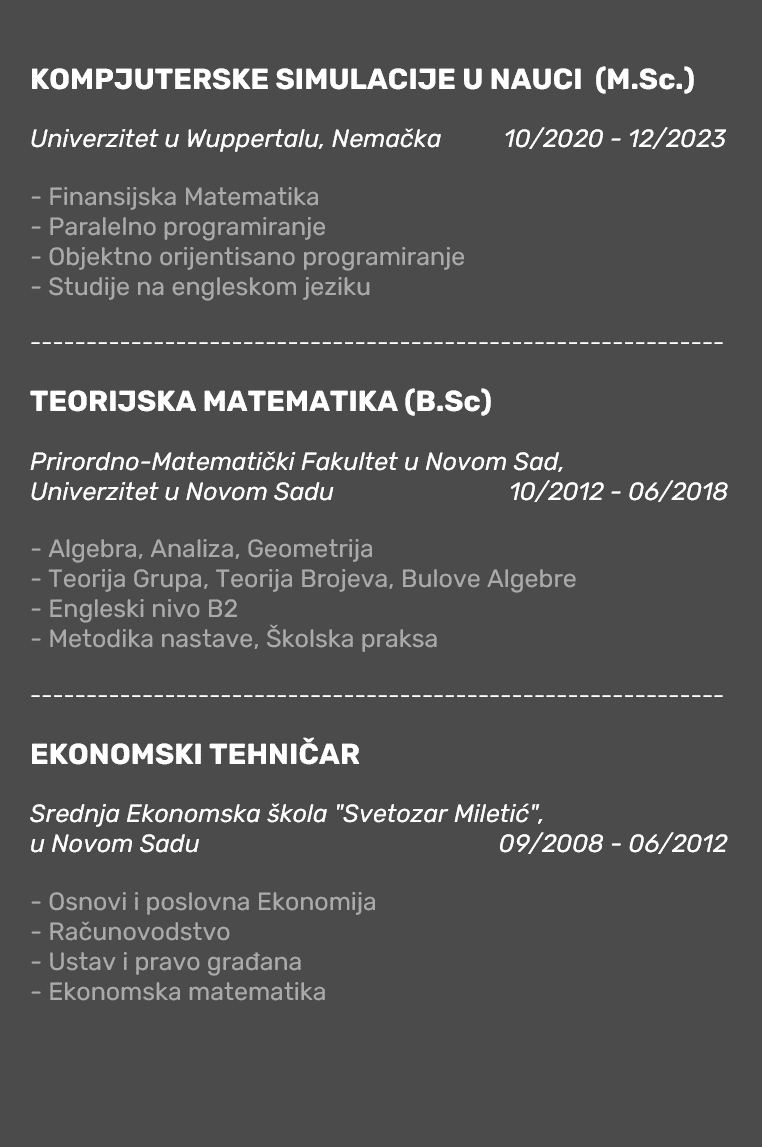 KOMPJUTERSKE SIMULACIJE U NAUCI (M.Sc.)
Univerzitet u Wuppertalu, Nemačka 10/2020 - 12/2023
- Finansijska Matematika
- Paralelno programiranje
- Objektno orijentisano programiranje
- Studije na engleskom jeziku
--------------------------------------------------------------
TEORIJSKA MATEMATIKA (B.Sc)
Prirordno-Matematički Fakultet u Novom Sad,
Univerzitet u Novom Sadu 10/2012 - 06/2018
- Algebra, Analiza, Geometrija
- Teorija Grupa, Teorija Brojeva, Bulove Algebre
- Engleski nivo B2
- Metodika nastave, Školska praksa
--------------------------------------------------------------
EKONOMSKI TEHNIČAR
Srednja Ekonomska škola "Svetozar Miletić",
u Novom Sadu 09/2008 - 06/2012
- Osnovi i poslovna Ekonomija
- Računovodstvo
- Ustav i pravo građana
- Ekonomska matematika